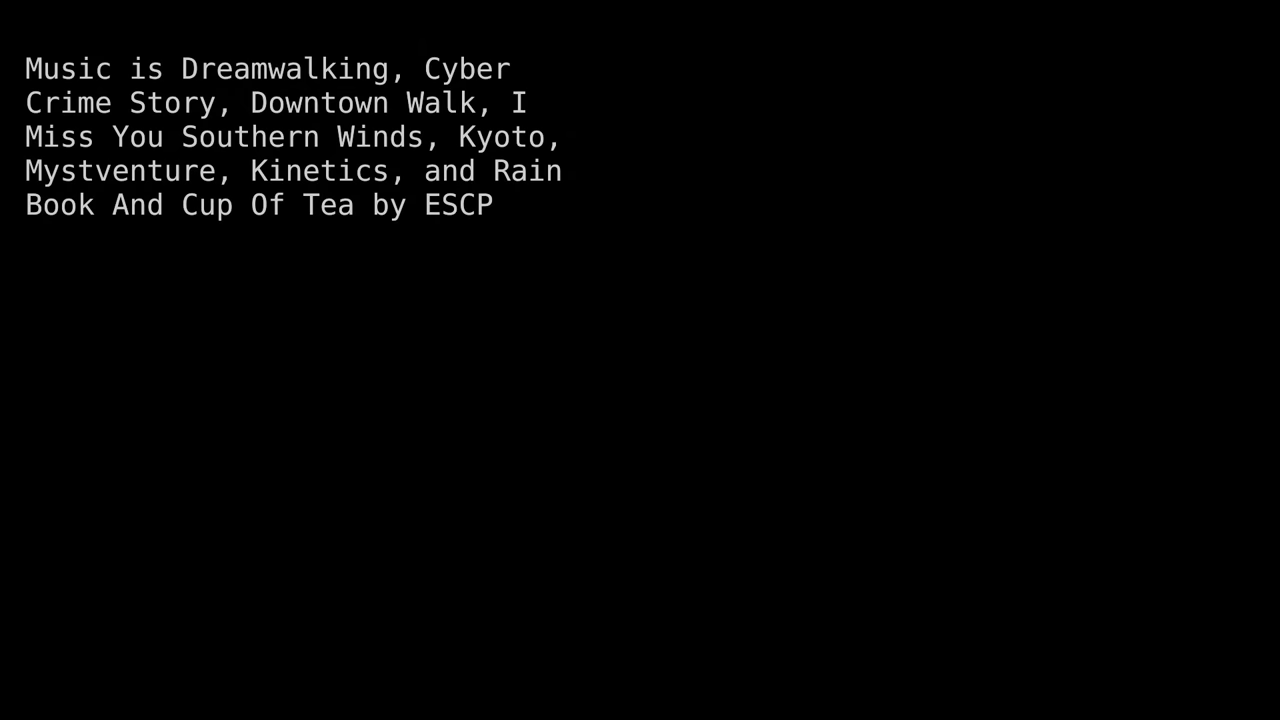 Music is Dreamwalking, Cyber
Crime Story, Downtown Walk, I
Miss You Southern Winds, Kyoto,
Mystventure, Kinetics, and Rain
Book And Cup Of Tea by ESCP